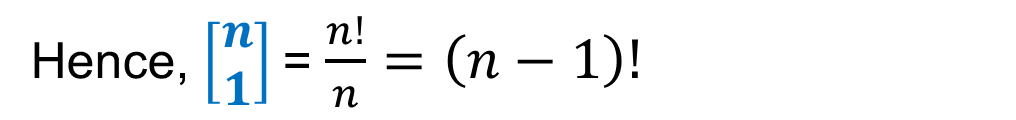 Hence, [n 1] = n!/n = (n − 1)!